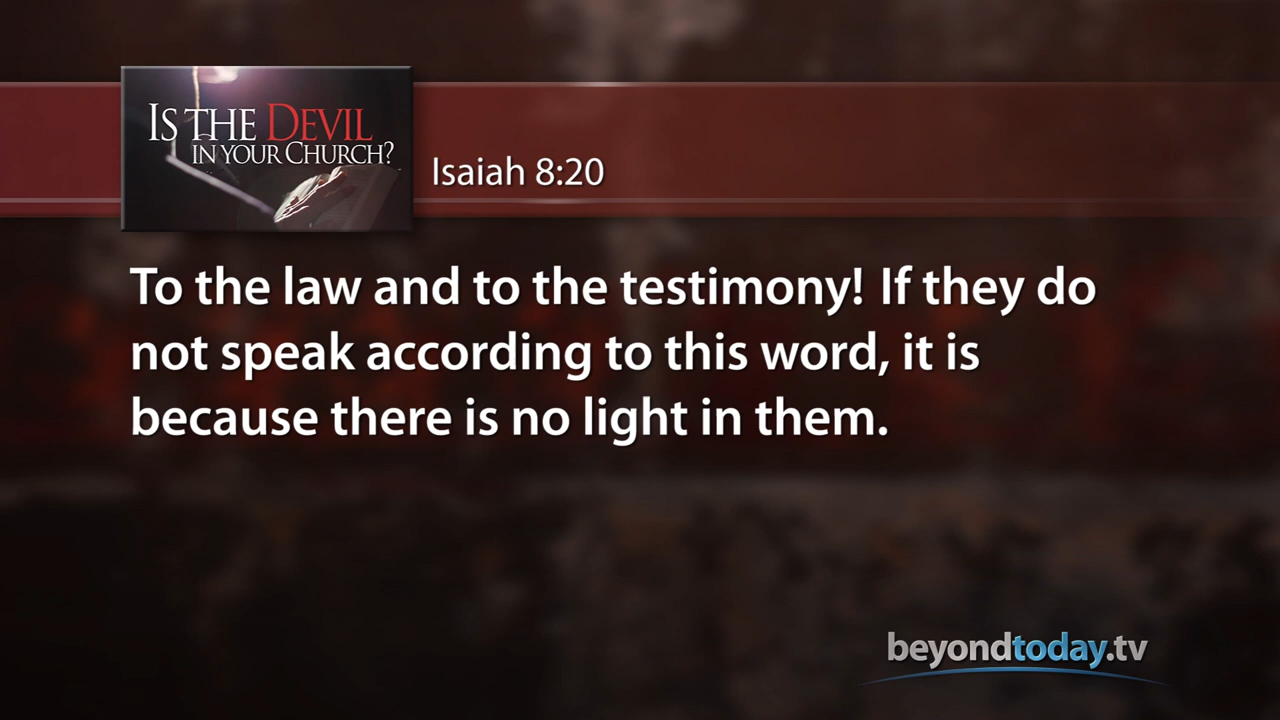 IS THE DEVIL
IN YOUR CHURCH?
Isaiah 8:20
To the law and to the testimony! If they do
not speak according to this word, it is
because there is no light in them.
beyondtoday.tv